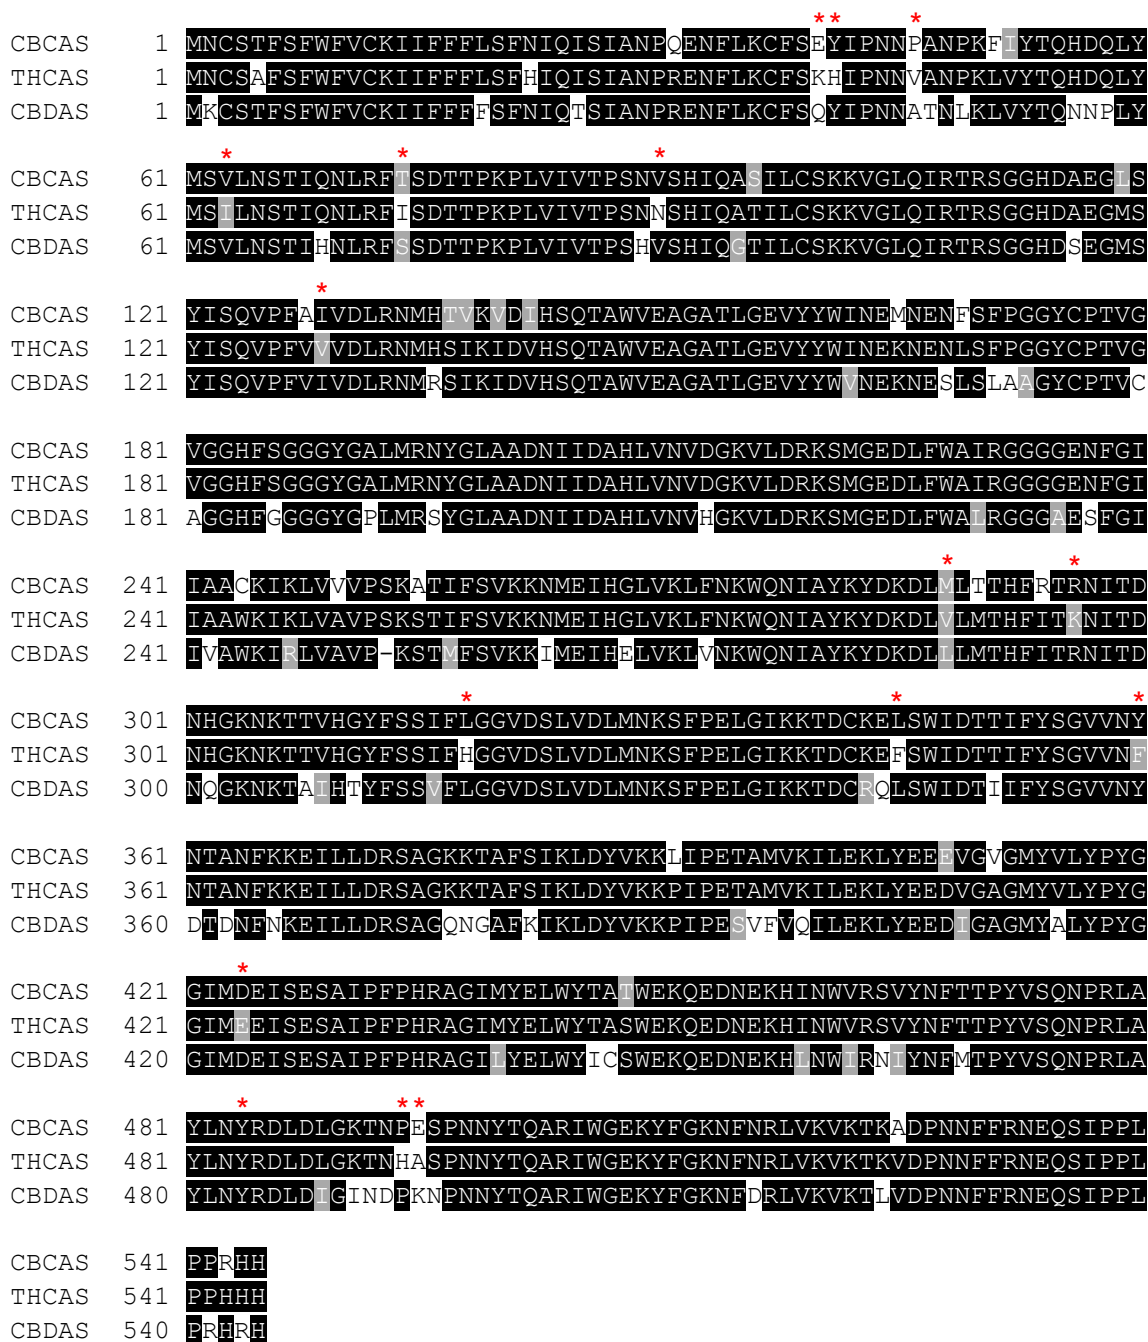 * * *
CBCAS 1 MNCSTFSFWFVCKIIFFFLSFNIQISIANPQENFLKCFSEYIPNNPANPKFIYTQHDQLY
THCAS 1 MNCSAFSFWFVCKIIFFFLSFHIQISIANPRENFLKCFSKHIPNNVANPKLVYTQHDQLY
CBDAS 1 MKCSTFSFWFVCKIIFFFFSFNIQTSIANPRENFLKCFSQYIPNNATNLKLVYTQNNPLY
* * *
CBCAS 61 MSVLNSTIQNLRFTSDTTPKPLVIVTPSNVSHIQASILCSKKVGLQIRTRSGGHDAEGLS
THCAS 61 MSILNSTIQNLRFISDTTPKPLVIVTPSNNSHIQATILCSKKVGLQIRTRSGGHDAEGMS
CBDAS 61 MSVLNSTIHNLRFSSDTTPKPLVIVTPSHVSHIQGTILCSKKVGLQIRTRSGGHDSEGMS
*
CBCAS 121 YISQVPFAIVDLRNMHTVKVDIHSQTAWVEAGATLGEVYYWINEMNENFSFPGGYCPTVG
THCAS 121 YISQVPFVVVDLRNMHSIKIDVHSQTAWVEAGATLGEVYYWINEKNENLSFPGGYCPTVG
CBDAS 121 YISQVPFVIVDLRNMRSIKIDVHSQTAWVEAGATLGEVYYWVNEKNESLSLAAGYCPTVC
CBCAS 181 VGGHFSGGGYGALMRNYGLAADNIIDAHLVNVDGKVLDRKSMGEDLFWAIRGGGGENFGI
THCAS 181 VGGHFSGGGYGALMRNYGLAADNIIDAHLVNVDGKVLDRKSMGEDLFWAIRGGGGENFGI
CBDAS 181 AGGHFGGGGYGPLMRSYGLAADNIIDAHLVNVHGKVLDRKSMGEDLFWALRGGGAESFGI
* *
CBCAS 241 IAACKIKLVVVPSKATIFSVKKNMEIHGLVKLFNKWQNIAYKYDKDLMLTTHFRTRNITD
THCAS 241 IAAWKIKLVAVPSKSTIFSVKKNMEIHGLVKLFNKWQNIAYKYDKDLVLMTHFITKNITD
CBDAS 241 IVAWKIRLVAVP-KSTMFSVKKIMEIHELVKLVNKWQNIAYKYDKDLLLMTHFITRNITD
* * *
CBCAS 301 NHGKNKTTVHGYFSSIFLGGVDSLVDLMNKSFPELGIKKTDCKELSWIDTTIFYSGVVNY
THCAS 301 NHGKNKTTVHGYFSSIFHGGVDSLVDLMNKSFPELGIKKTDCKEFSWIDTTIFYSGVVNF
CBDAS 300 NQGKNKTAIHTYFSSVFLGGVDSLVDLMNKSFPELGIKKTDCRQLSWIDTIIFYSGVVNY
CBCAS 361 NTANFKKEILLDRSAGKKTAFSIKLDYVKKLIPETAMVKILEKLYEEEVGVGMYVLYPYG
THCAS 361 NTANFKKEILLDRSAGKKTAFSIKLDYVKKPIPETAMVKILEKLYEEDVGAGMYVLYPYG
CBDAS 360 DTDNFNKEILLDRSAGQNGAFKIKLDYVKKPIPESVFVQILEKLYEEDIGAGMYALYPYG
*
CBCAS 421 GIMDEISESAIPFPHRAGIMYELWYTATWEKQEDNEKHINWVRSVYNFTTPYVSQNPRLA
THCAS 421 GIMEEISESAIPFPHRAGIMYELWYTASWEKQEDNEKHINWVRSVYNFTTPYVSQNPRLA
CBDAS 420 GIMDEISESAIPFPHRAGILYELWYICSWEKQEDNEKHLNWIRNIYNFMTPYVSQNPRLA
* * *
CBCAS 481 YLNYRDLDLGKTNPESPNNYTQARIWGEKYFGKNFNRLVKVKTKADPNNFFRNEQSIPPL
THCAS 481 YLNYRDLDLGKTNHASPNNYTQARIWGEKYFGKNFNRLVKVKTKVDPNNFFRNEQSIPPL
CBDAS 480 YLNYRDLDIGINDPKNPNNYTQARIWGEKYFGKNFDRLVKVKTLVDPNNFFRNEQSIPPL
CBCAS 541 PPRHH
THCAS 541 PPHHH
CBDAS 540 PRHRH